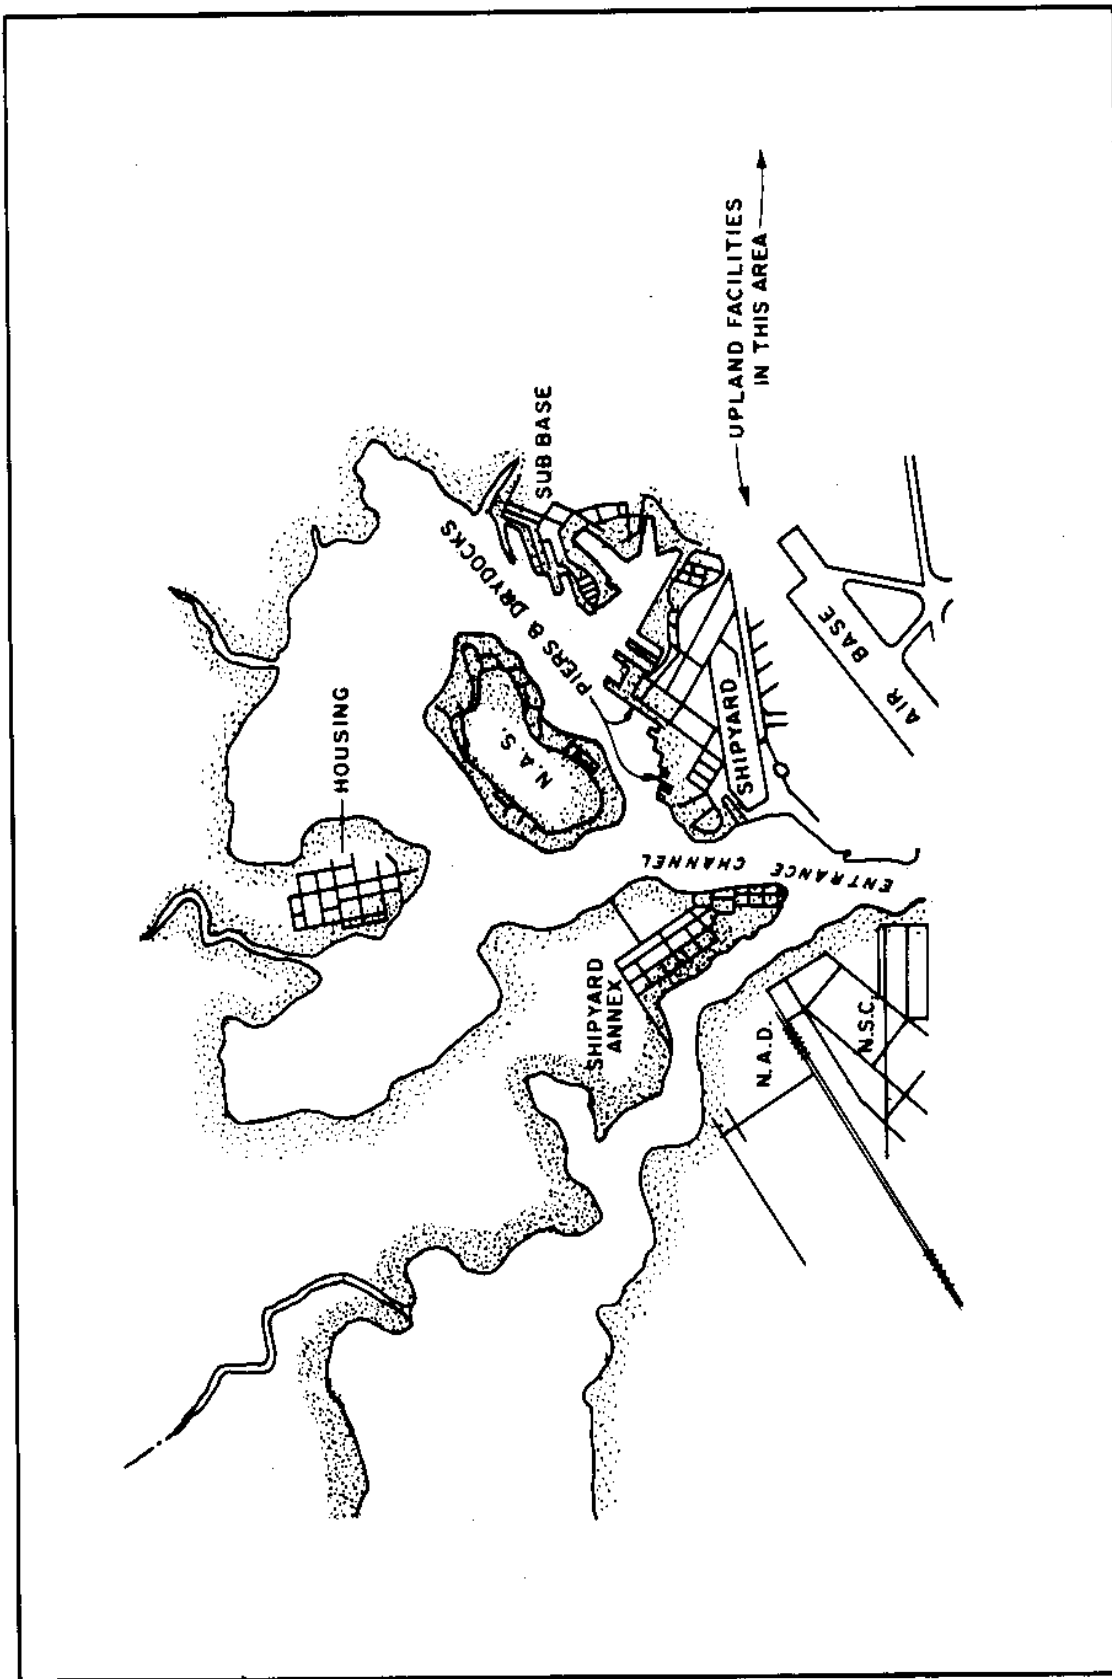 HOUSING
SUB BASE
N.A.S.
PIERS & DRYDOCKS
UPLAND FACILITIES
IN THIS AREA
SHIPYARD
ANNEX
ENTRANCE CHANNEL
SHIPYARD
AIR BASE
N.A.D.
N.S.C.